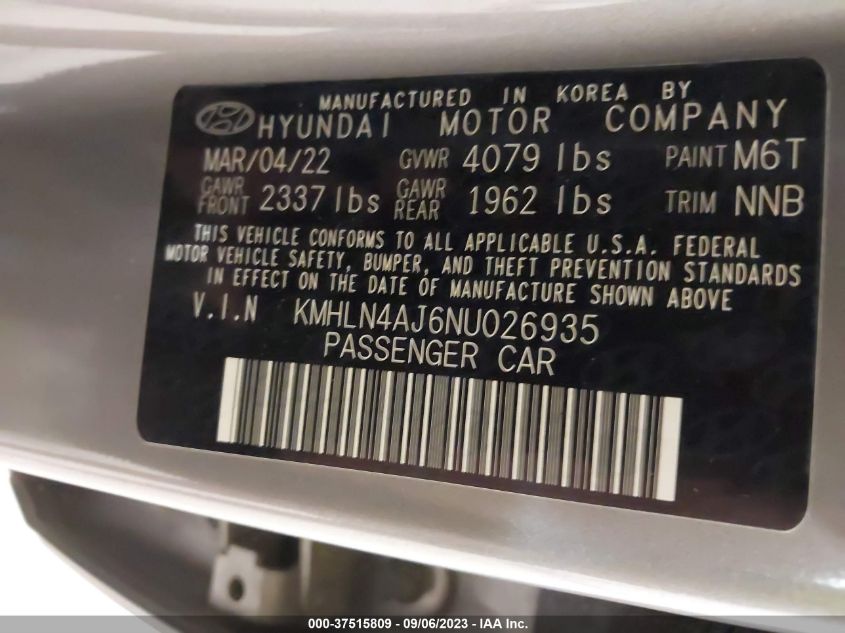 MANUFACTURED IN KOREA BY
HYUNDAI MOTOR COMPANY
MAR/04/22 GVWR 4079 lbs PAINT M6T
GAWR FRONT 2337 lbs GAWR REAR 1962 lbs TRIM NNB
THIS VEHICLE CONFORMS TO ALL APPLICABLE U.S.A. FEDERAL
MOTOR VEHICLE SAFETY, BUMPER, AND THEFT PREVENTION STANDARDS
IN EFFECT ON THE DATE OF MANUFACTURE SHOWN ABOVE
V.I.N KMHLN4AJ6NU026935
PASSENGER CAR
000-37515809 - 09/06/2023 - IAA Inc.